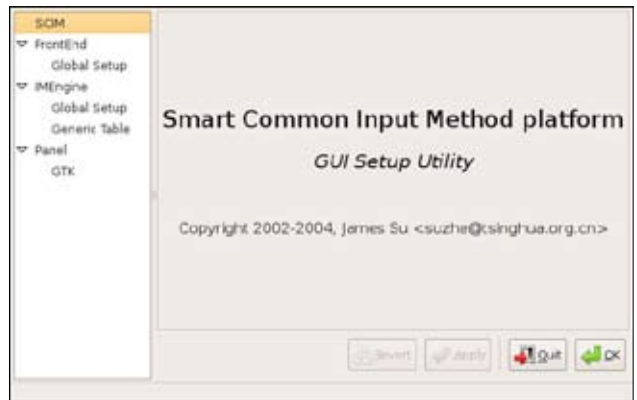 SCIM
FrontEnd
Global Setup
IMEngine
Global Setup
Generic Table
Panel
GTK
Smart Common Input Method platform
GUI Setup Utility
Copyright 2002-2004, James Su <suzhe@tsinghua.org.cn>
Revert
Apply
Quit
OK